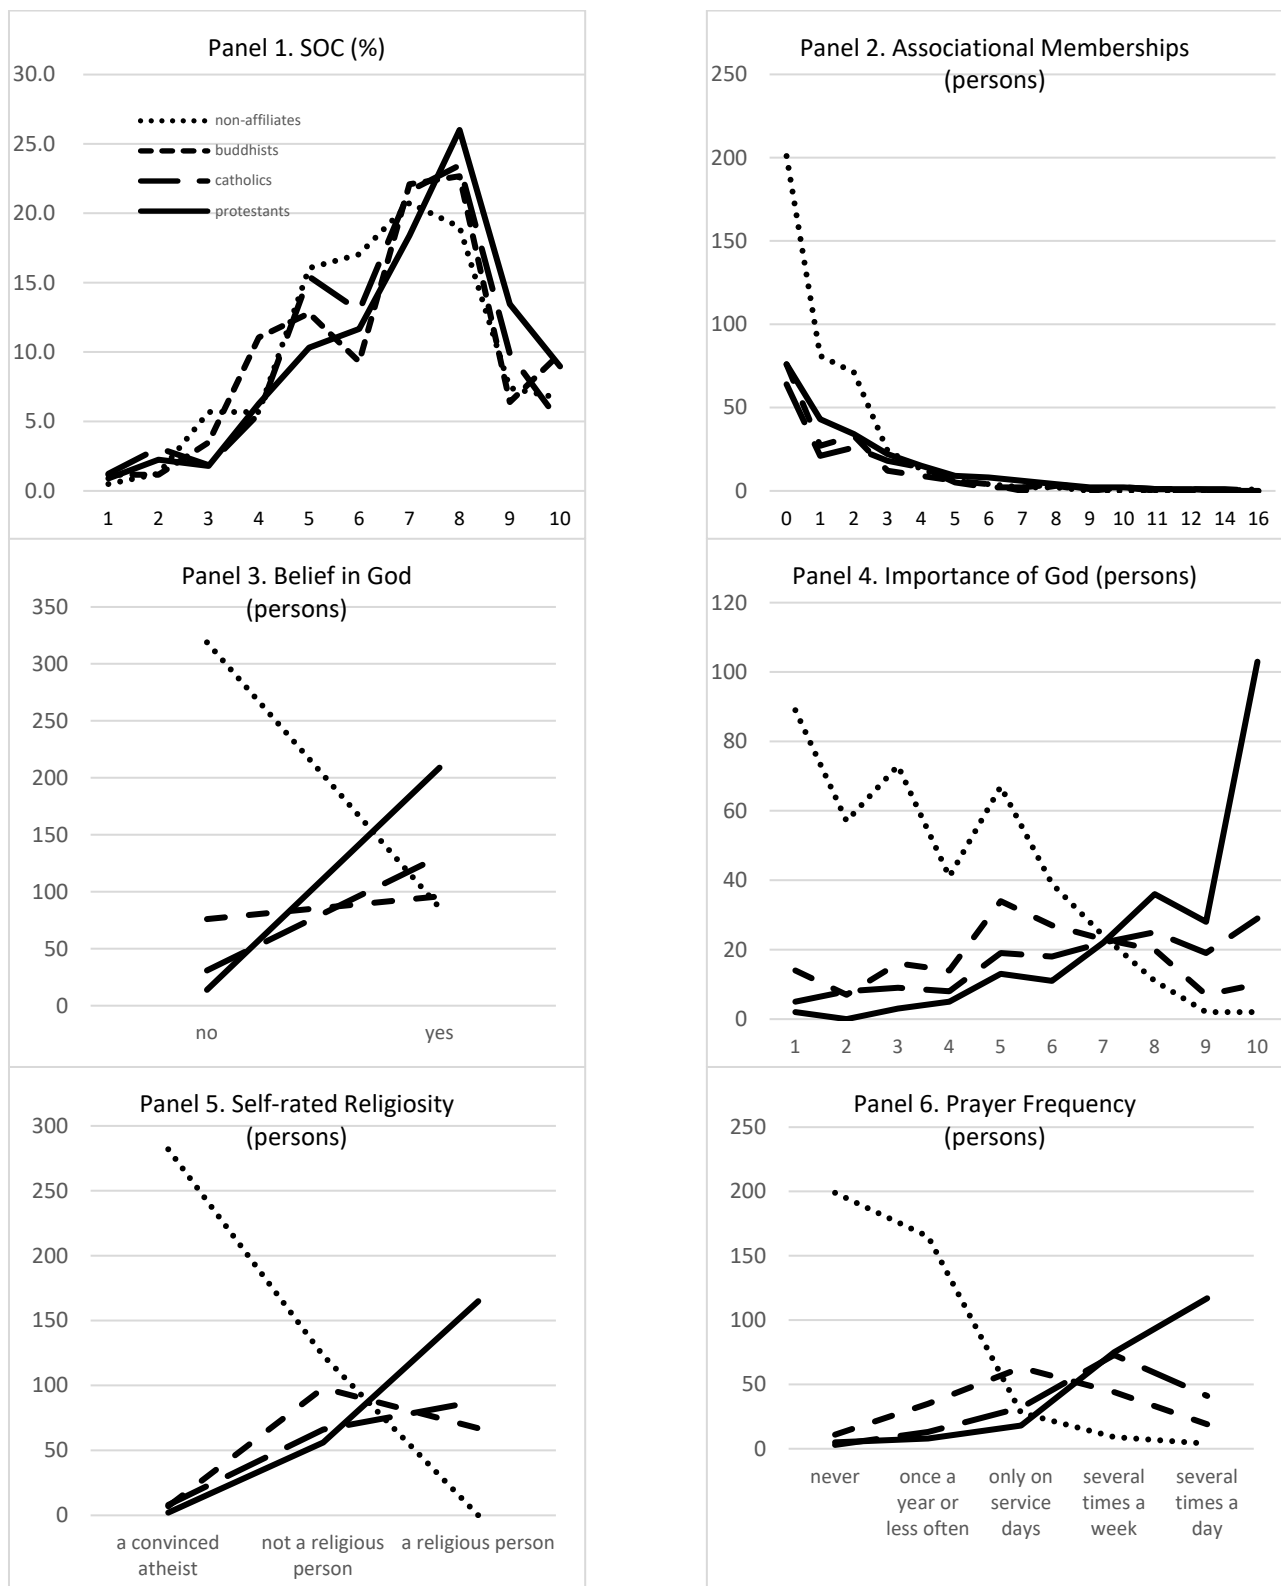 Panel 1. SOC (%)
30.0
25.0
20.0
15.0
10.0
5.0
0.0
non-affiliates
buddhists
catholics
protestants
1 2 3 4 5 6 7 8 9 10
Panel 2. Associational Memberships
(persons)
250
200
150
100
50
0
0 1 2 3 4 5 6 7 8 9 10 11 12 14 16
Panel 3. Belief in God
(persons)
350
300
250
200
150
100
50
0
no yes
Panel 4. Importance of God (persons)
120
100
80
60
40
20
0
1 2 3 4 5 6 7 8 9 10
Panel 5. Self-rated Religiosity
(persons)
300
250
200
150
100
50
0
a convinced
atheist
not a religious
person
a religious person
Panel 6. Prayer Frequency
(persons)
250
200
150
100
50
0
never
once a
year or
less often
only on
service
days
several
times a
week
several
times a
day